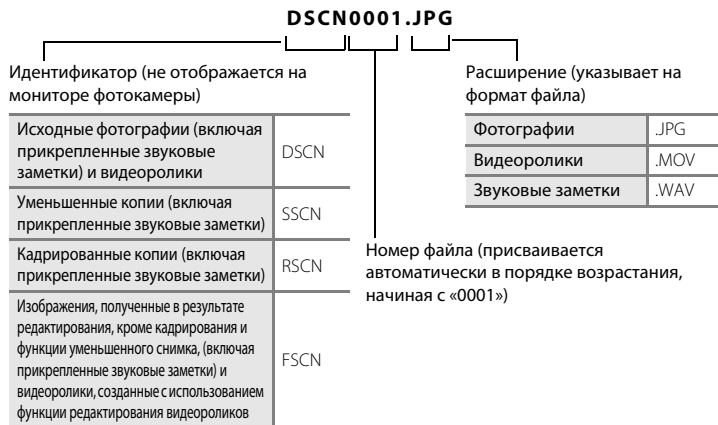 DSCN0001.JPG
Идентификатор (не отображается на
мониторе фотокамеры)
Исходные фотографии (включая
прикрепленные звуковые
заметки) и видеоролики
DSCN
Уменьшенные копии (включая
прикрепленные звуковые заметки)
SSCN
Кадрированные копии (включая
прикрепленные звуковые заметки)
RSCN
Изображения, полученные в результате
редактирования, кроме кадрирования и
функции уменьшенного снимка, (включая
прикрепленные звуковые заметки) и
видеоролики, созданные с использованием
функции редактирования видеороликов
FSCN
Расширение (указывает на
формат файла)
Фотографии .JPG
Видеоролики .MOV
Звуковые заметки .WAV
Номер файла (присваивается
автоматически в порядке возрастания,
начиная с «0001»)